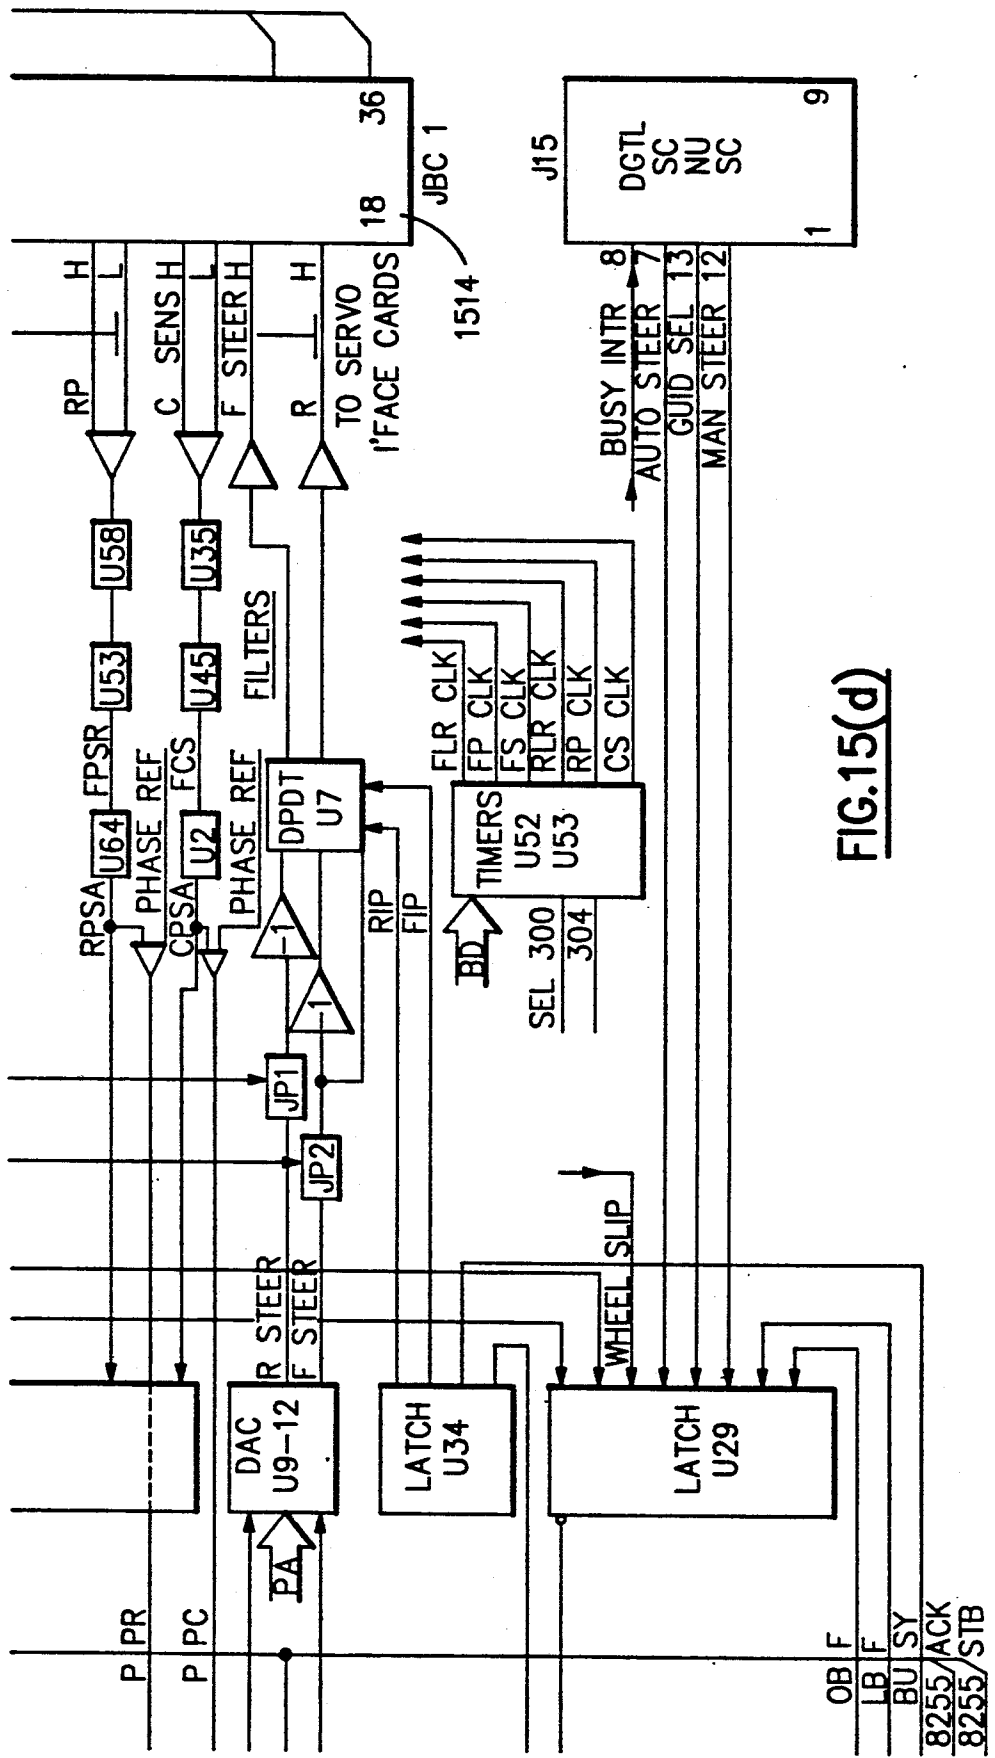 36
18
JBC 1
1514
RP H
L
C SENS H
L
F STEER H
R H
TO SERVO
I'FACE CARDS
U58
U53
FPSR
U64
RPSA
PHASE REF
U35
U45
FCS
U2
CPSA
PHASE REF
FILTERS
DPDT
U7
-1
-1
JP1
JP2
RIP
FIP
R STEER
F STEER
DAC
U9-12
PA
P PR
P PC
LATCH
U34
J15
DGTL
SC
NU
SC
9
1
BUSY INTR 8
AUTO STEER 7
GUID SEL 13
MAN STEER 12
FLR CLK
FP CLK
FS CLK
RLR CLK
RP CLK
CS CLK
TIMERS
U52
U53
BD
SEL 300
304
WHEEL SLIP
LATCH
U29
OB F
LB F
BU SY
8255/ACK
8255/STB
FIG.15(d)